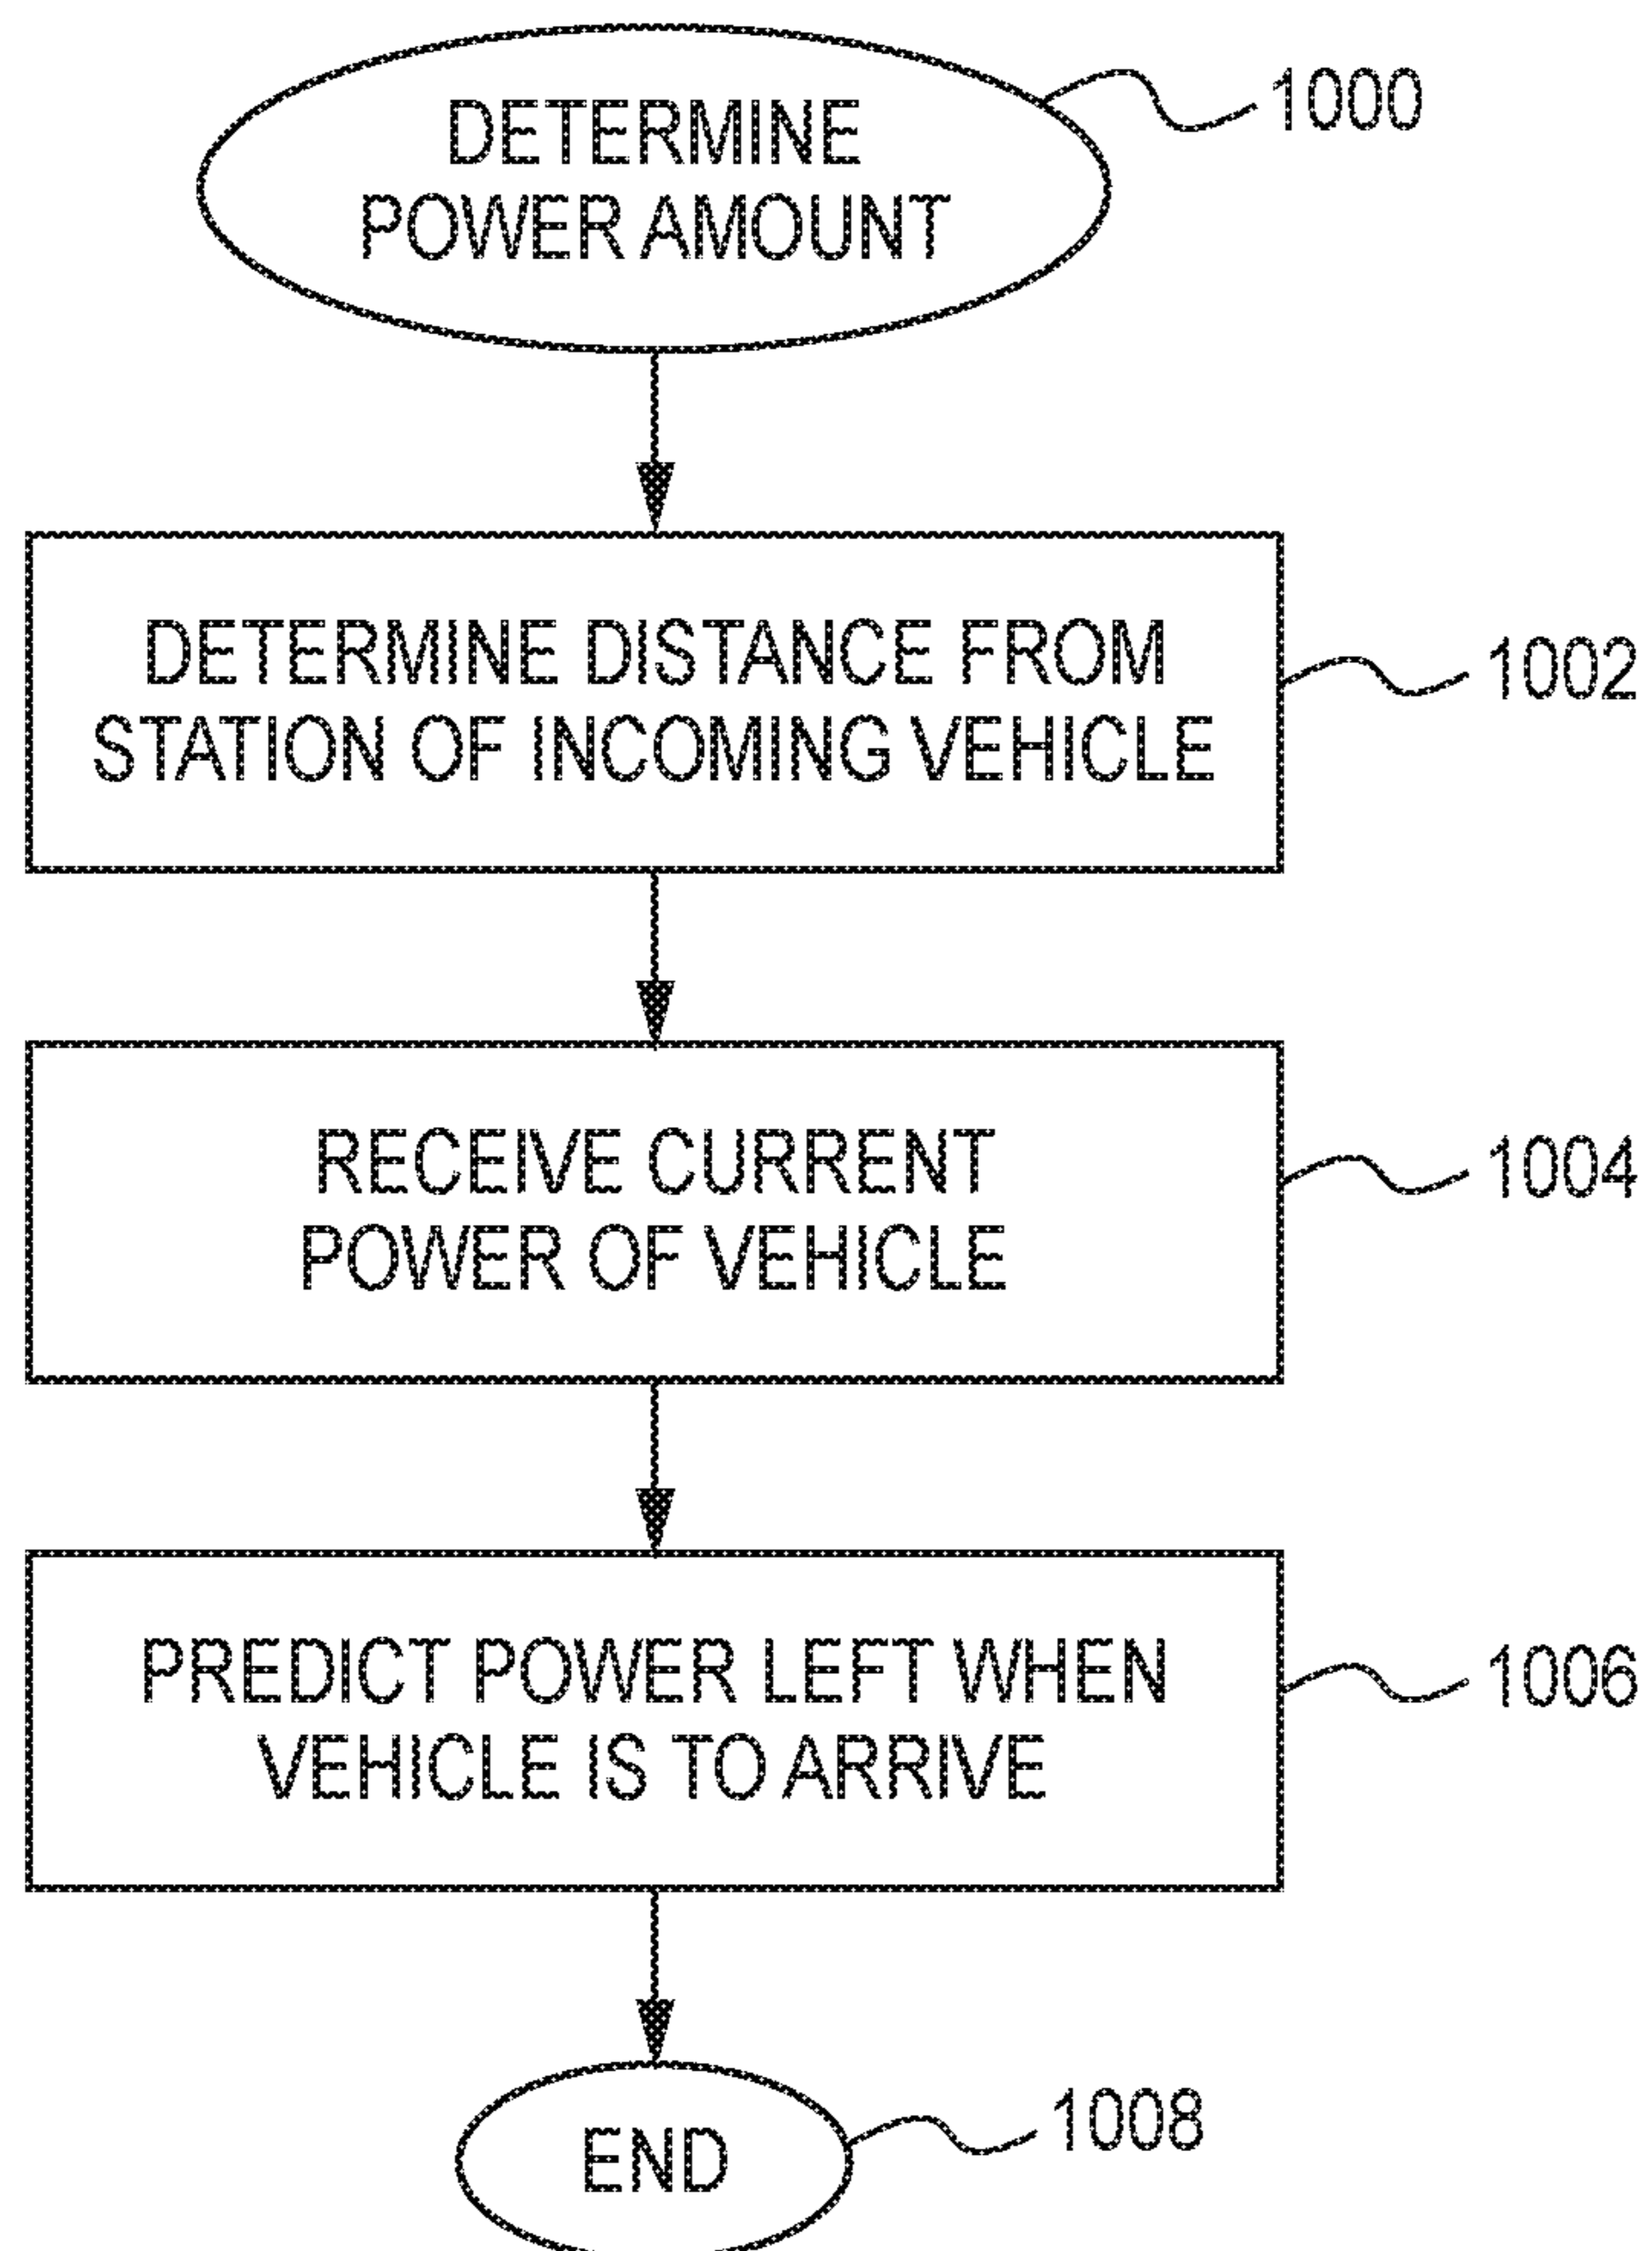 DETERMINE
POWER AMOUNT
1000
DETERMINE DISTANCE FROM
STATION OF INCOMING VEHICLE
1002
RECEIVE CURRENT
POWER OF VEHICLE
1004
PREDICT POWER LEFT WHEN
VEHICLE IS TO ARRIVE
1006
END
1008